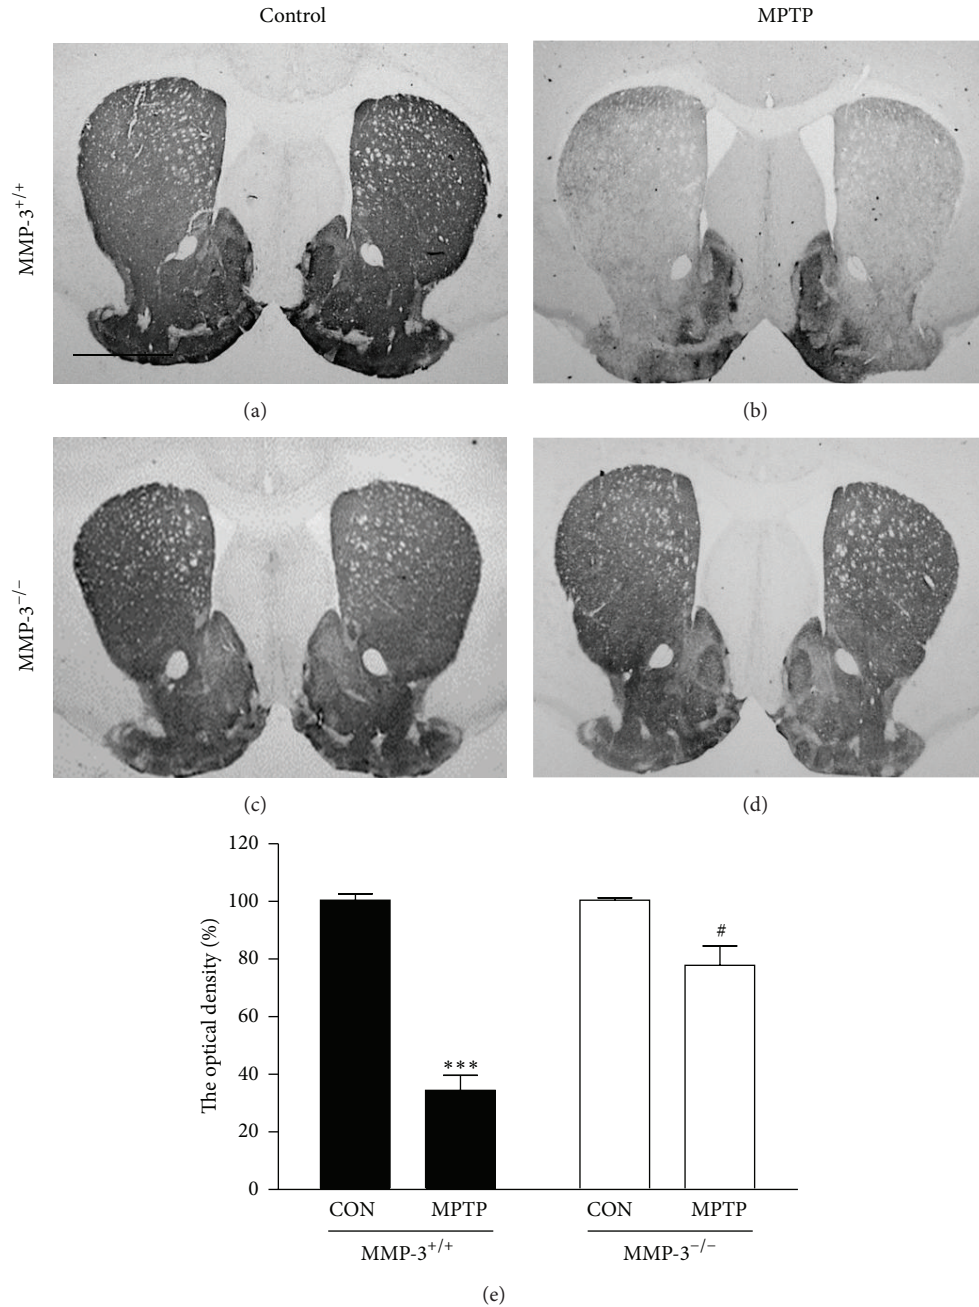 Control MPTP
MMP-3+/+
(a) (b)
MMP-3−/−
(c) (d)
120
100
80
60
40
20
0
The optical density (%)
***
#
CON MPTP CON MPTP
MMP-3+/+ MMP-3−/−
(e)